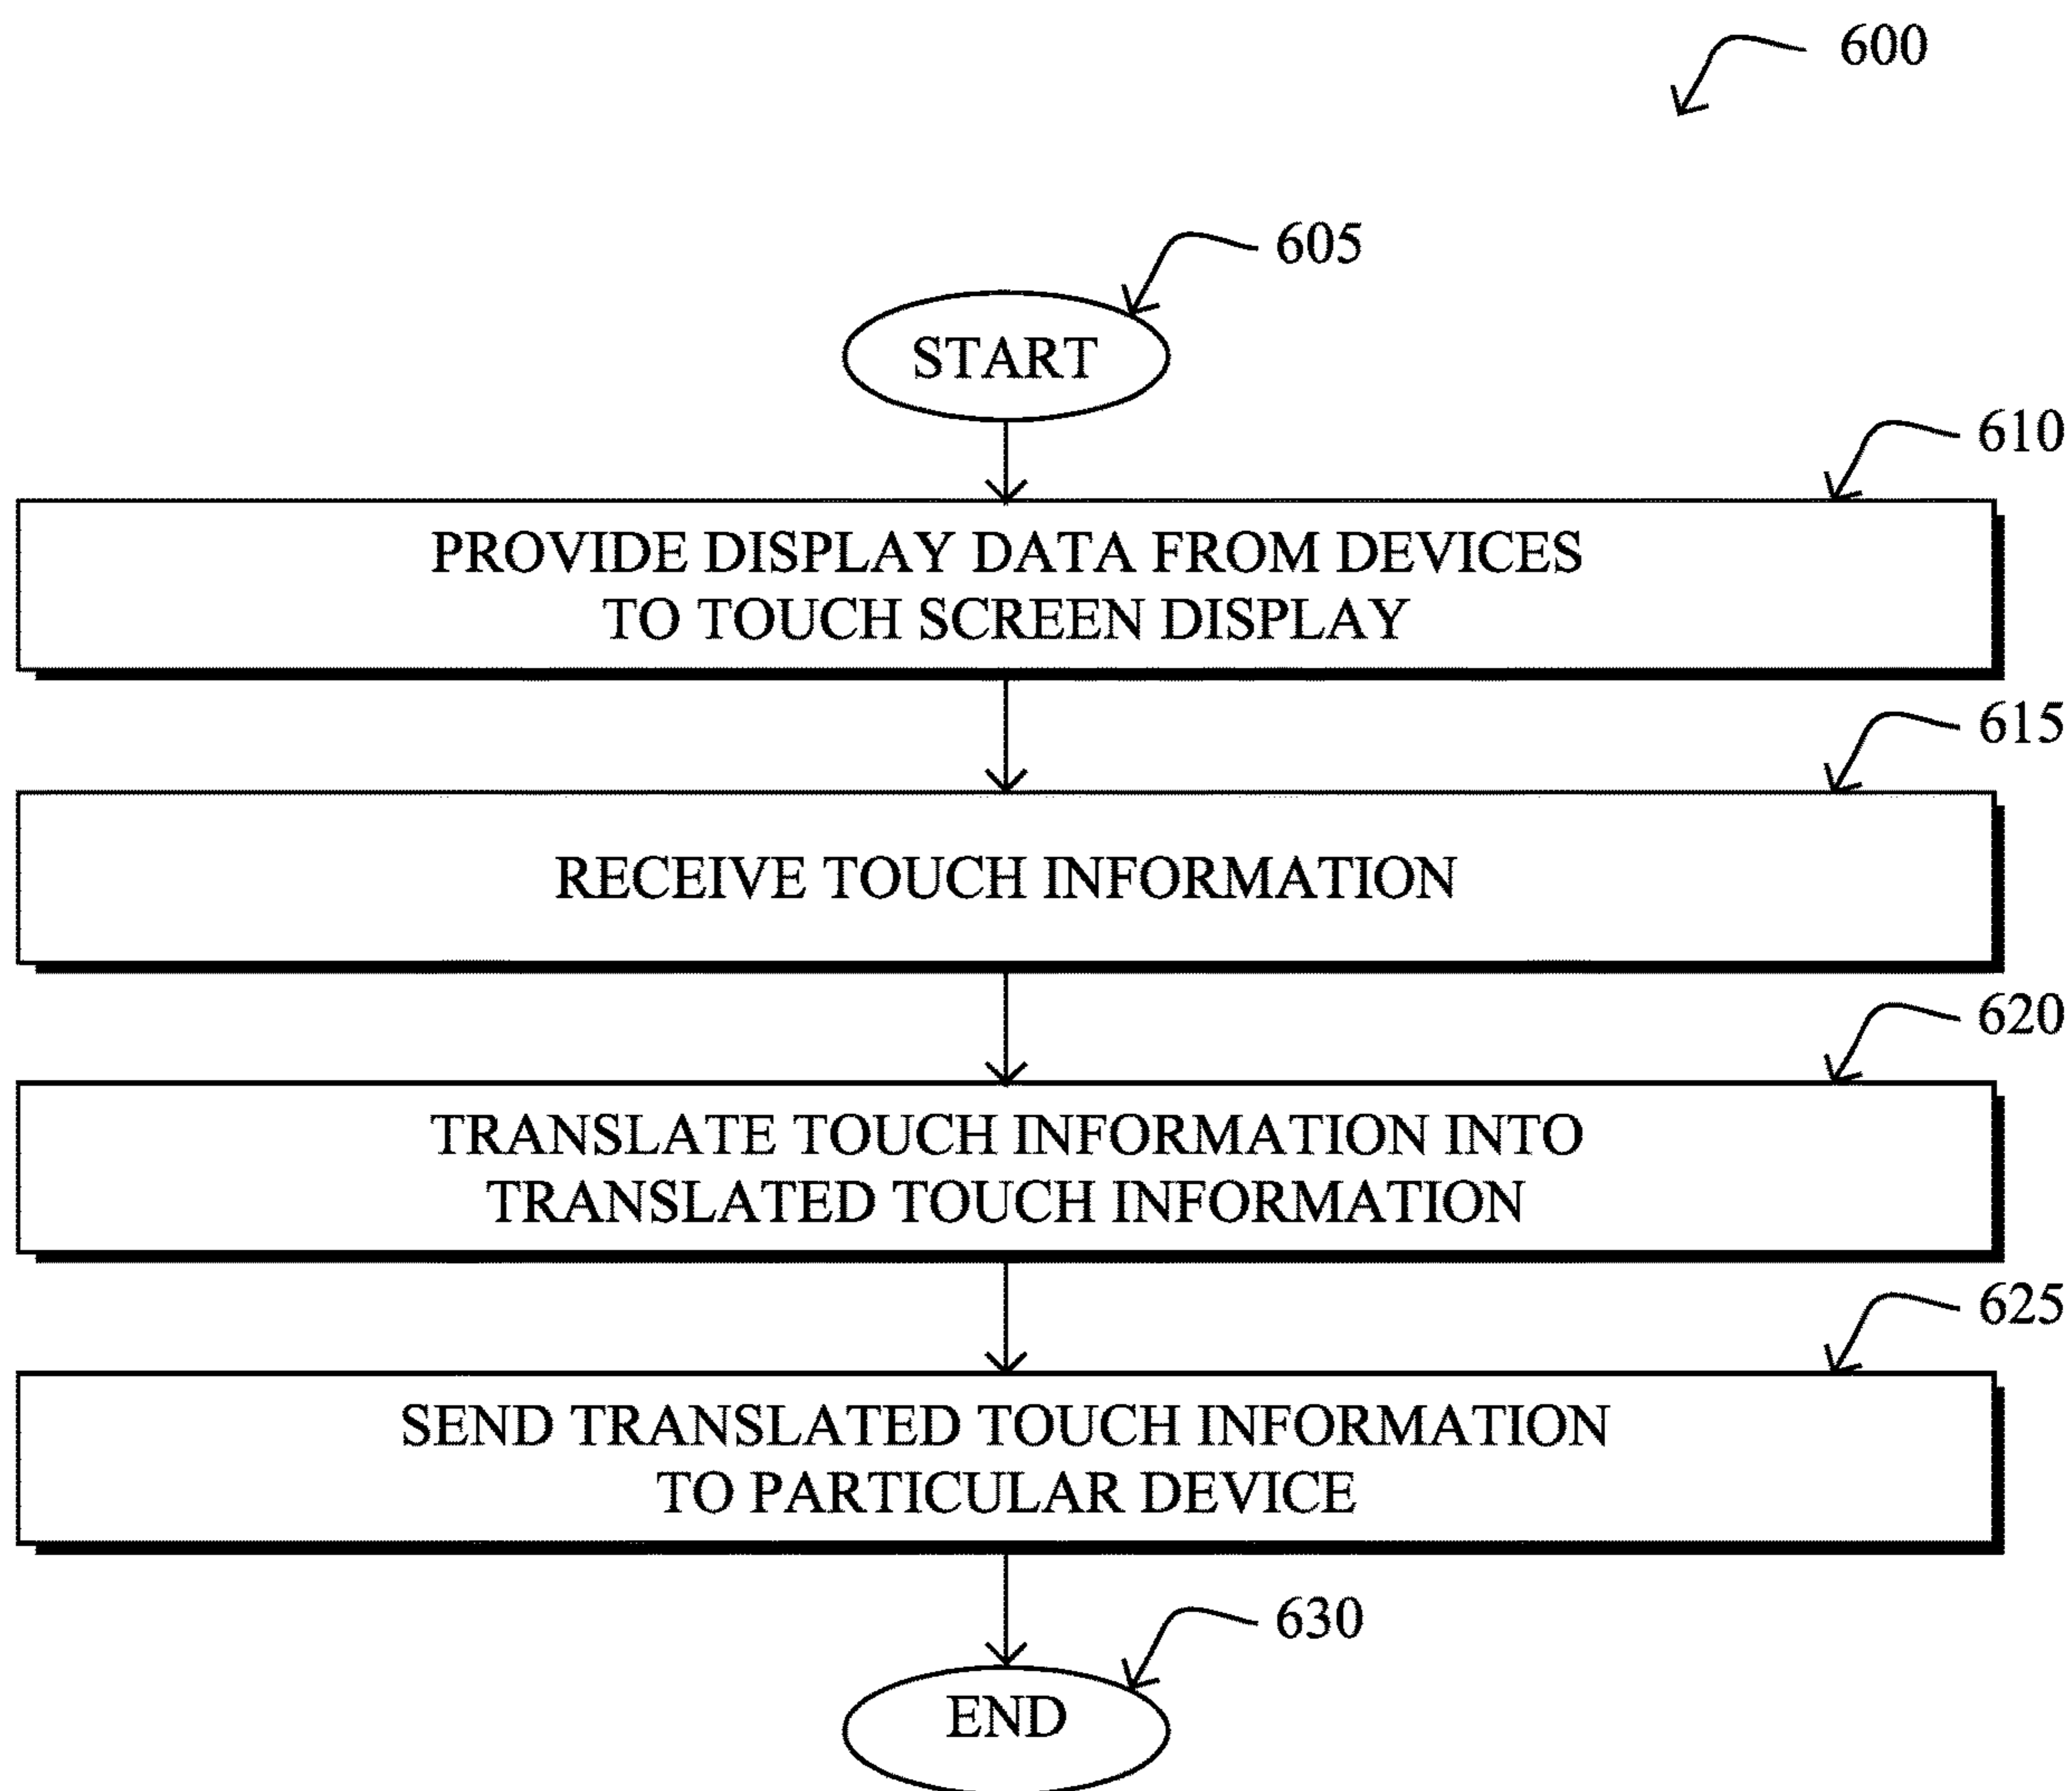 600
605
START
610
PROVIDE DISPLAY DATA FROM DEVICES
TO TOUCH SCREEN DISPLAY
615
RECEIVE TOUCH INFORMATION
620
TRANSLATE TOUCH INFORMATION INTO
TRANSLATED TOUCH INFORMATION
625
SEND TRANSLATED TOUCH INFORMATION
TO PARTICULAR DEVICE
630
END